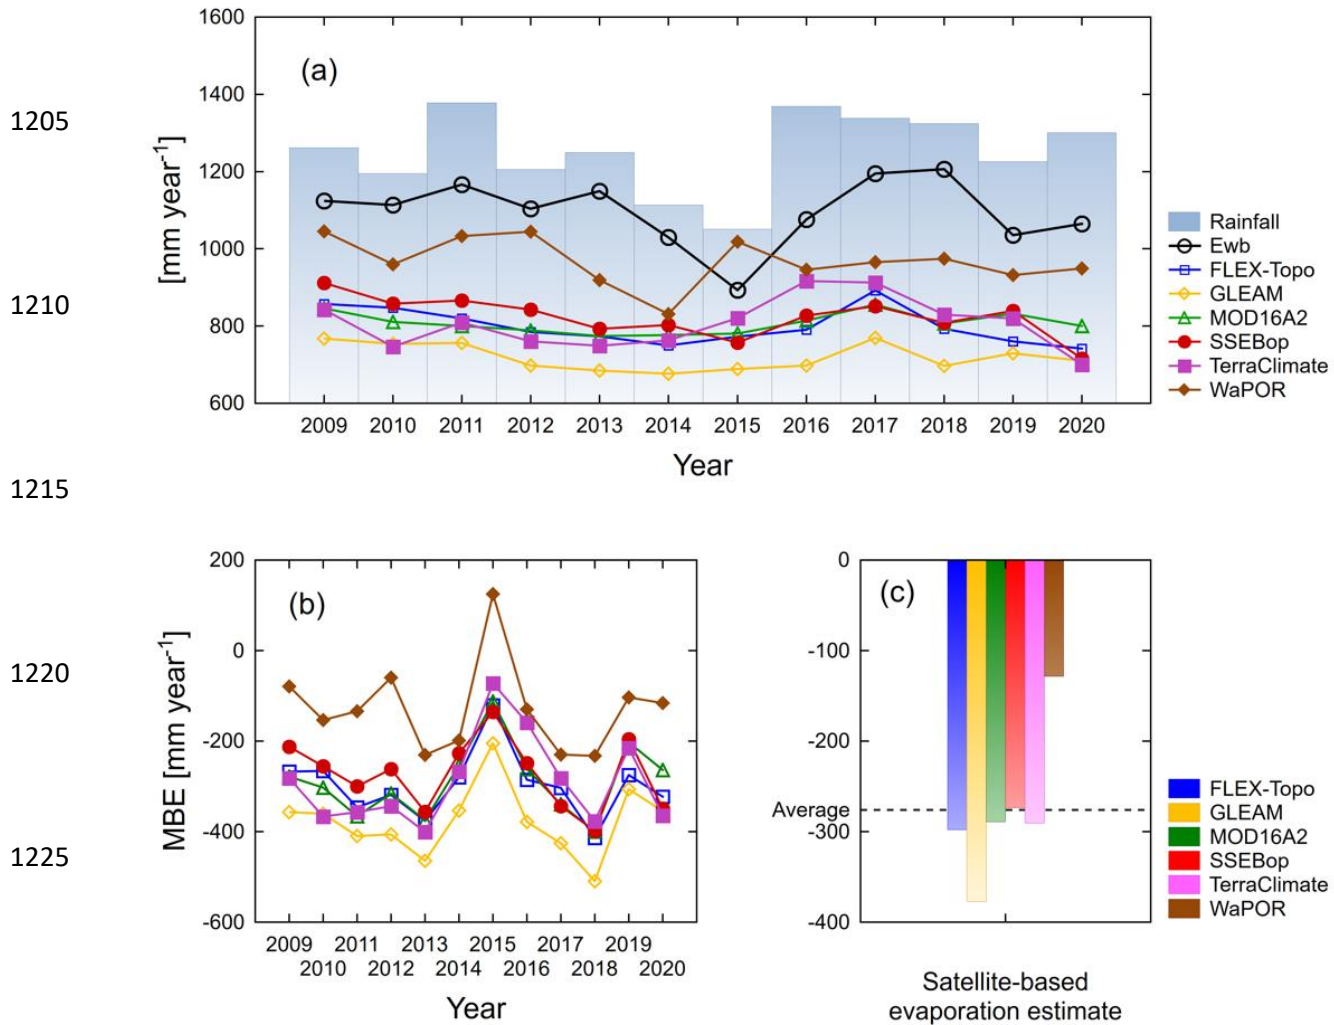 1600
(a)
1400
1205
1200
[mm year-1]
1000
1210
800
600
Rainfall
Ewb
FLEX-Topo
GLEAM
MOD16A2
SSEBop
TerraClimate
WaPOR
2009 2010 2011 2012 2013 2014 2015 2016 2017 2018 2019 2020
Year
1215
200
(b)
0
1220
-200
MBE [mm year-1]
-400
1225
-600
2009 2011 2013 2015 2017 2019
2010 2012 2014 2016 2018 2020
Year
0
(c)
-100
-200
Average
-300
-400
Satellite-based
evaporation estimate
FLEX-Topo
GLEAM
MOD16A2
SSEBop
TerraClimate
WaPOR